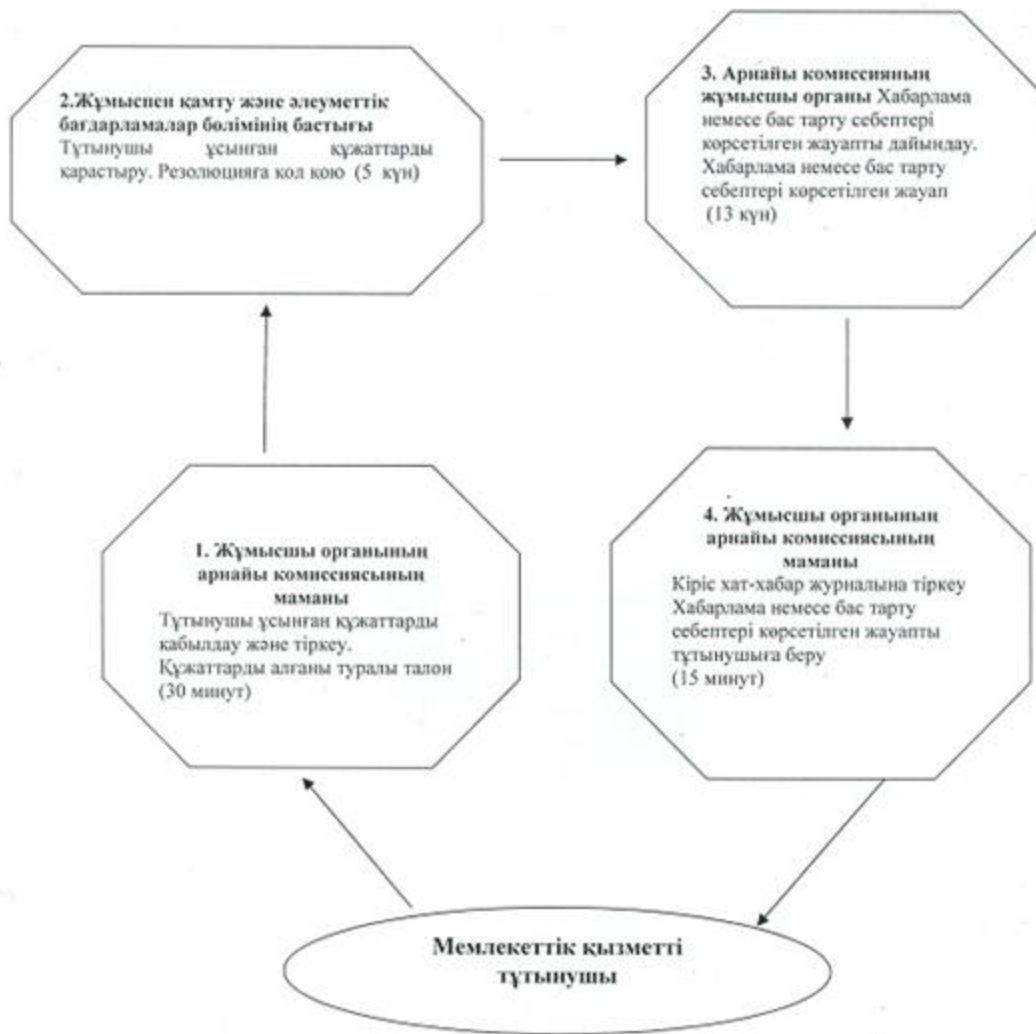 2.Жұмыспен қамту және әлеуметтік
бағдарламалар бөлімінің бастығы
Тұтынушы ұсынған құжаттарды
қарастыру. Резолюцияға қол қою (5 күн)
3. Арнайы комиссияның
жұмысшы органы Хабарлама
немесе бас тарту себептері
көрсетілген жауапты дайындау.
Хабарлама немесе бас тарту
себептері көрсетілген жауап
(13 күн)
1. Жұмысшы органының
арнайы комиссиясының
маманы
Тұтынушы ұсынған құжаттарды
қабылдау және тіркеу.
Құжаттарды алғаны туралы талон
(30 минут)
4. Жұмысшы органының
арнайы комиссиясының
маманы
Кіріс хат-хабар журналына тіркеу
Хабарлама немесе бас тарту
себептері көрсетілген жауапты
тұтынушыға беру
(15 минут)
Мемлекеттік қызметті
тұтынушы